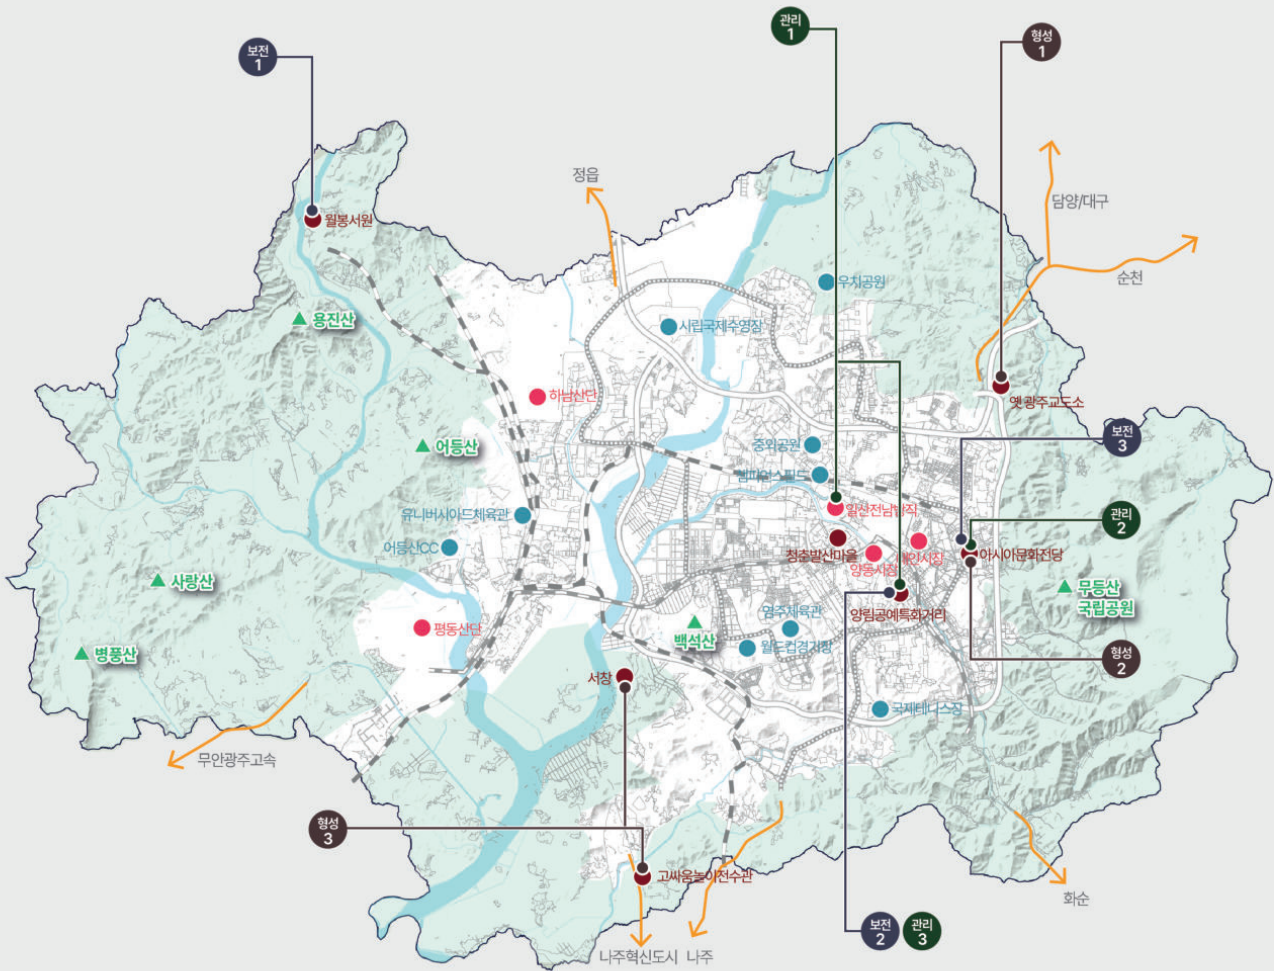 관리
1
형성
1
보전
1
정읍
담양/대구
월봉서원
순천
우치공원
용진산
시립국제수영장
하남산단
옛 광주교도소
보전
3
어등산
중외공원
챔피언스필드
유니버시아드체육관
일신전남방직
관리
2
어등산CC
청춘발산마을
양동시장
대인시장
아시아문화전당
사랑산
무등산
국립공원
양림공예특화거리
평동산단
백석산
염주체육관
월드컵경기장
병풍산
형성
2
서창
국제테니스장
무안광주고속
형성
3
고싸움놀이전수관
화순
보전
2
관리
3
나주혁신도시
나주